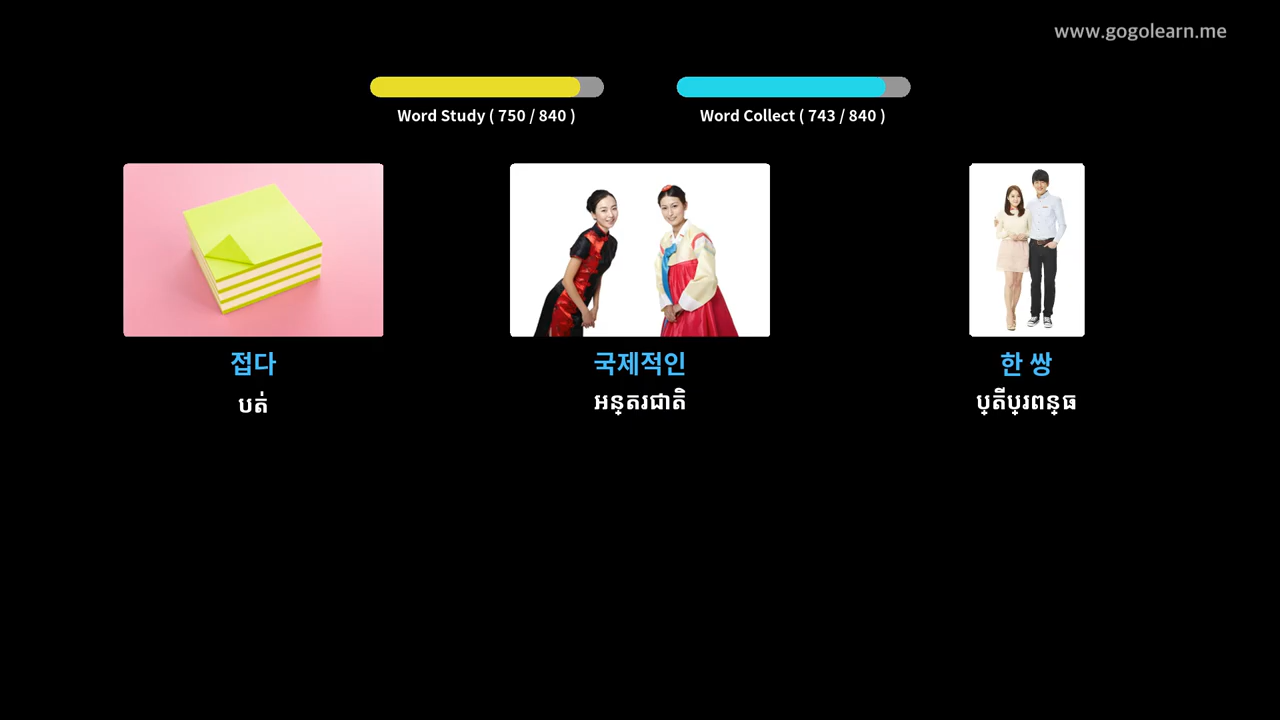 www.gogolearn.me
Word Study ( 750 / 840 )
Word Collect ( 743 / 840 )
접다
국제적인
한 쌍
បត់
អន្តរជាតិ
ប្តីប្រពន្ធ